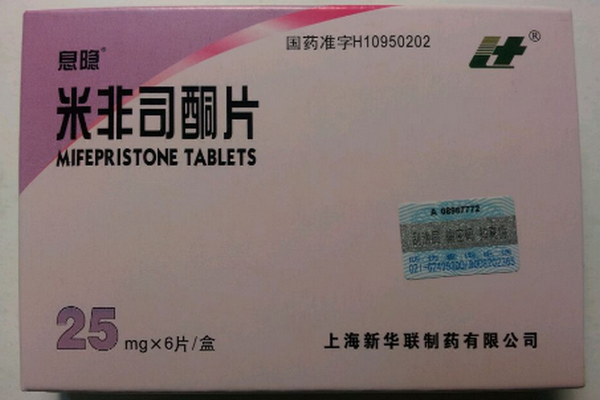 息隐®
国药准字H10950202
®
米非司酮片
MIFEPRISTONE TABLETS
A 08967772
25 mg×6片/盒
上海新华联制药有限公司